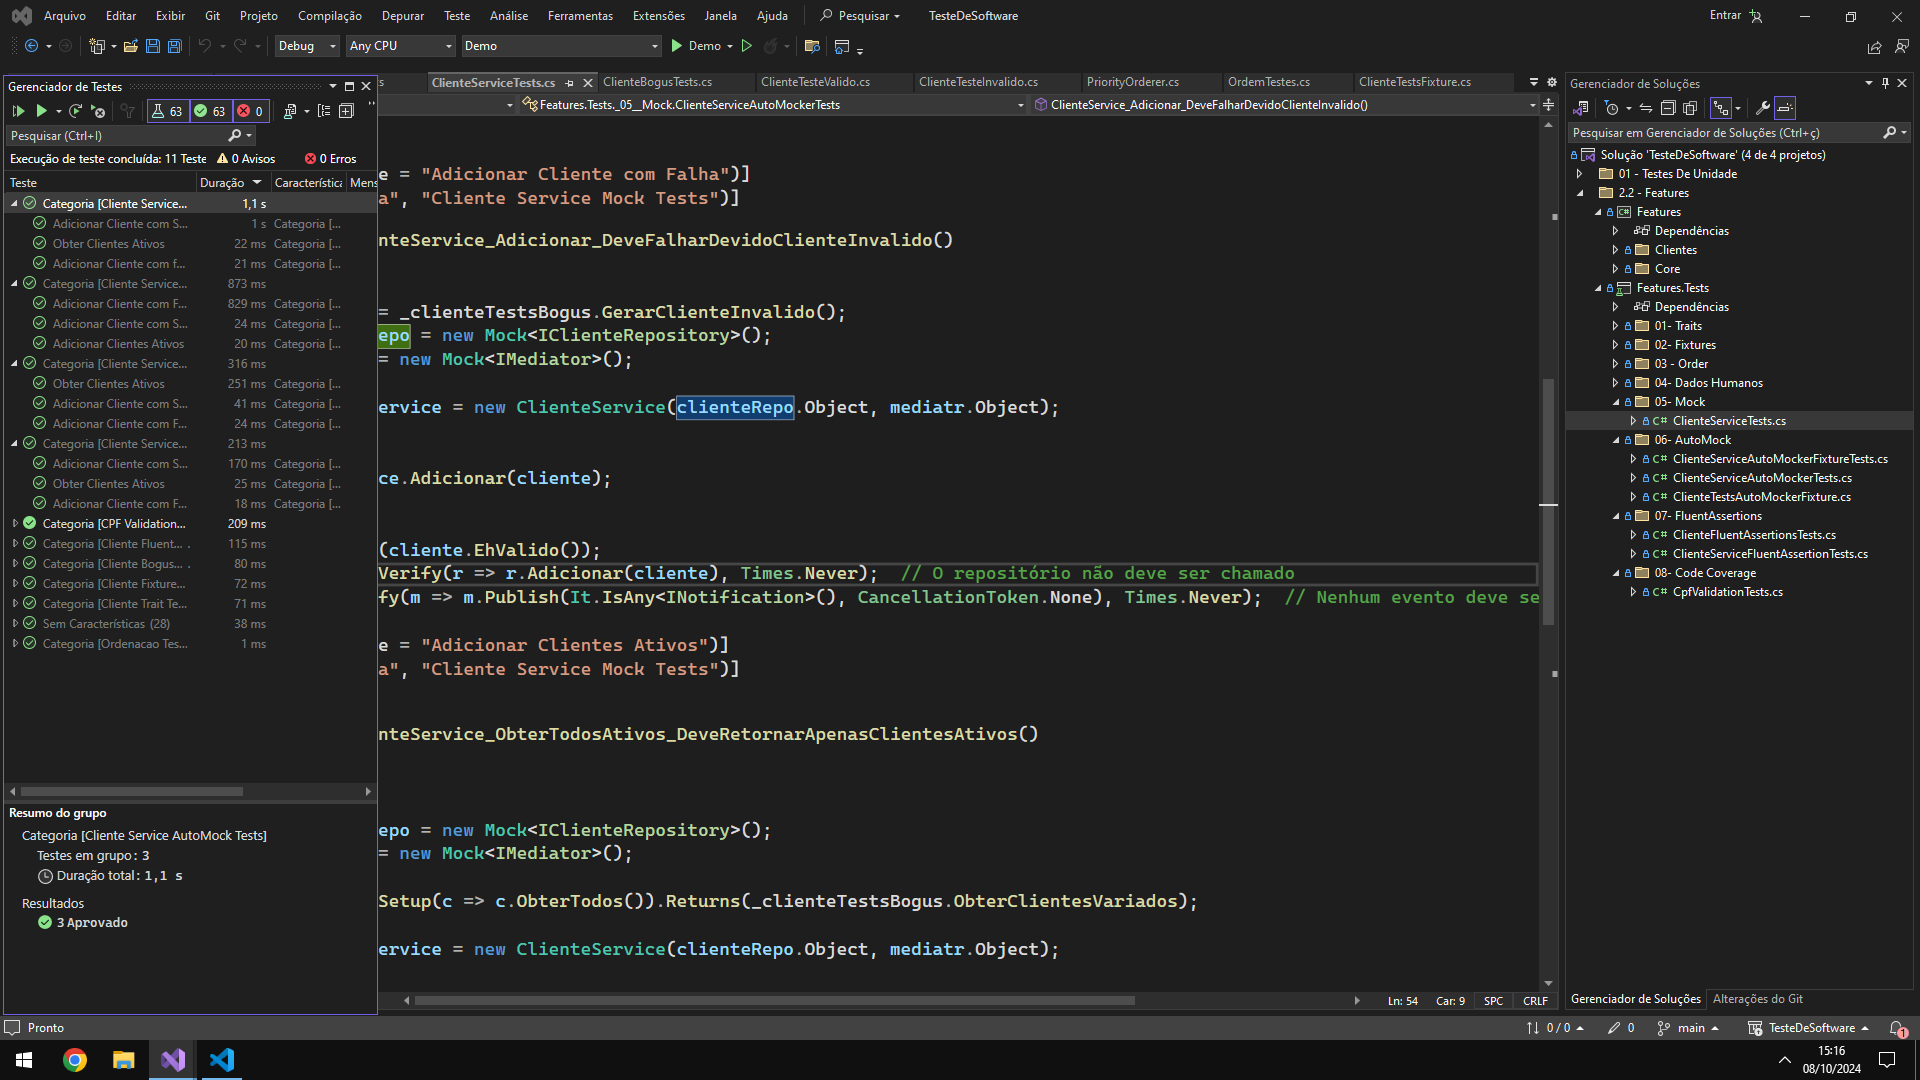 Arquivo Editar Exibir Git Projeto Compilação Depurar Teste Análise Ferramentas Extensões Janela Ajuda Pesquisar TesteDeSoftware Entrar
Debug Any CPU Demo Demo
Gerenciador de Testes
63 63 0
Pesquisar (Ctrl+I)
Execução de teste concluída: 11 Teste 0 Avisos 0 Erros
Teste Duração Característica Mens
Categoria [Cliente Service... 1,1 s
Adicionar Cliente com S... 1 s Categoria [...
Obter Clientes Ativos 22 ms Categoria [...
Adicionar Cliente com f... 21 ms Categoria [...
Categoria [Cliente Service... 873 ms
Adicionar Cliente com F... 829 ms Categoria [...
Adicionar Cliente com S... 24 ms Categoria [...
Adicionar Clientes Ativos 20 ms Categoria [...
Categoria [Cliente Service... 316 ms
Obter Clientes Ativos 251 ms Categoria [...
Adicionar Cliente com S... 41 ms Categoria [...
Adicionar Cliente com F... 24 ms Categoria [...
Categoria [Cliente Service... 213 ms
Adicionar Cliente com S... 170 ms Categoria [...
Obter Clientes Ativos 25 ms Categoria [...
Adicionar Cliente com F... 18 ms Categoria [...
Categoria [CPF Validation... 209 ms
Categoria [Cliente Fluent... . 115 ms
Categoria [Cliente Bogus... . 80 ms
Categoria [Cliente Fixture... 72 ms
Categoria [Cliente Trait Te... 71 ms
Sem Características (28) 38 ms
Categoria [Ordenacao Tes... 1 ms
Resumo do grupo
Categoria [Cliente Service AutoMock Tests]
Testes em grupo: 3
Duração total: 1,1 s
Resultados
3 Aprovado
s ClienteServiceTests.cs ClienteBogusTests.cs ClienteTesteValido.cs ClienteTesteInvalido.cs PriorityOrderer.cs OrdemTestes.cs ClienteTestsFixture.cs
Features.Tests._05__Mock.ClienteServiceAutoMockerTests ClienteService_Adicionar_DeveFalharDevidoClienteInvalido()
e = "Adicionar Cliente com Falha")]
a", "Cliente Service Mock Tests")]
nteService_Adicionar_DeveFalharDevidoClienteInvalido()
= _clienteTestsBogus.GerarClienteInvalido();
epo = new Mock<IClienteRepository>();
= new Mock<IMediator>();
ervice = new ClienteService(clienteRepo.Object, mediatr.Object);
ce.Adicionar(cliente);
(cliente.EhValido());
Verify(r => r.Adicionar(cliente), Times.Never); // O repositório não deve ser chamado
fy(m => m.Publish(It.IsAny<INotification>(), CancellationToken.None), Times.Never); // Nenhum evento deve se
e = "Adicionar Clientes Ativos")]
a", "Cliente Service Mock Tests")]
nteService_ObterTodosAtivos_DeveRetornarApenasClientesAtivos()
epo = new Mock<IClienteRepository>();
= new Mock<IMediator>();
Setup(c => c.ObterTodos()).Returns(_clienteTestsBogus.ObterClientesVariados);
ervice = new ClienteService(clienteRepo.Object, mediatr.Object);
Ln: 54 Car: 9 SPC CRLF
Gerenciador de Soluções
Pesquisar em Gerenciador de Soluções (Ctrl+ç)
Solução 'TesteDeSoftware' (4 de 4 projetos)
01 - Testes De Unidade
2.2 - Features
C# Features
Dependências
Clientes
Core
Features.Tests
Dependências
01- Traits
02- Fixtures
03 - Order
04- Dados Humanos
05- Mock
C# ClienteServiceTests.cs
06- AutoMock
C# ClienteServiceAutoMockerFixtureTests.cs
C# ClienteServiceAutoMockerTests.cs
C# ClienteTestsAutoMockerFixture.cs
07- FluentAssertions
C# ClienteFluentAssertionsTests.cs
C# ClienteServiceFluentAssertionTests.cs
08- Code Coverage
C# CpfValidationTests.cs
Gerenciador de Soluções Alterações do Git
Pronto 0 / 0 0 main TesteDeSoftware 1
15:16
08/10/2024